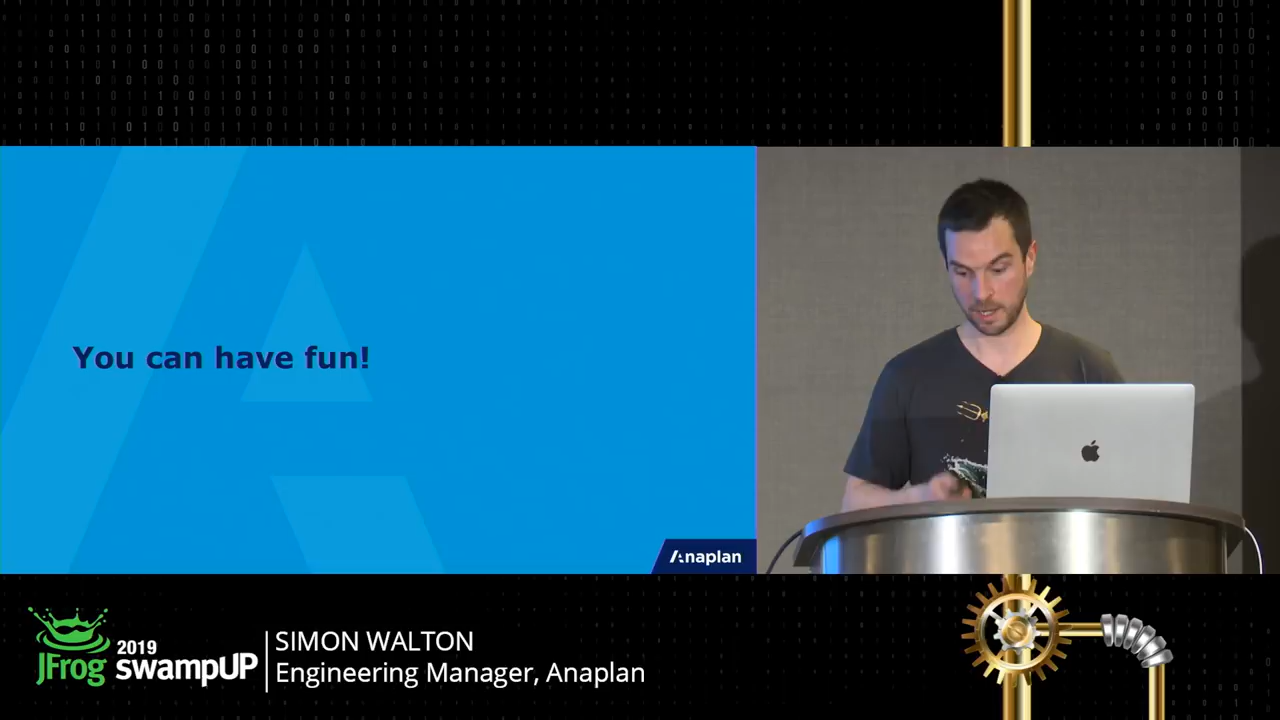 You can have fun!
Anaplan
2019
JFrog swampUP
SIMON WALTON
Engineering Manager, Anaplan